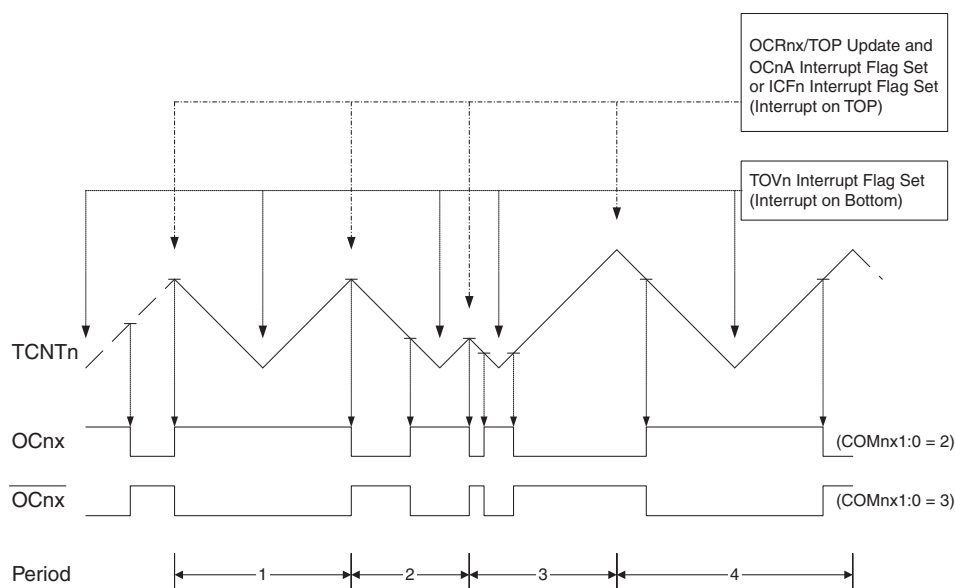 OCRnx/TOP Update and
OCnA Interrupt Flag Set
or ICFn Interrupt Flag Set
(Interrupt on TOP)
TOVn Interrupt Flag Set
(Interrupt on Bottom)
TCNTn
OCnx
(COMnx1:0 = 2)
OCnx
(COMnx1:0 = 3)
Period
1
2
3
4